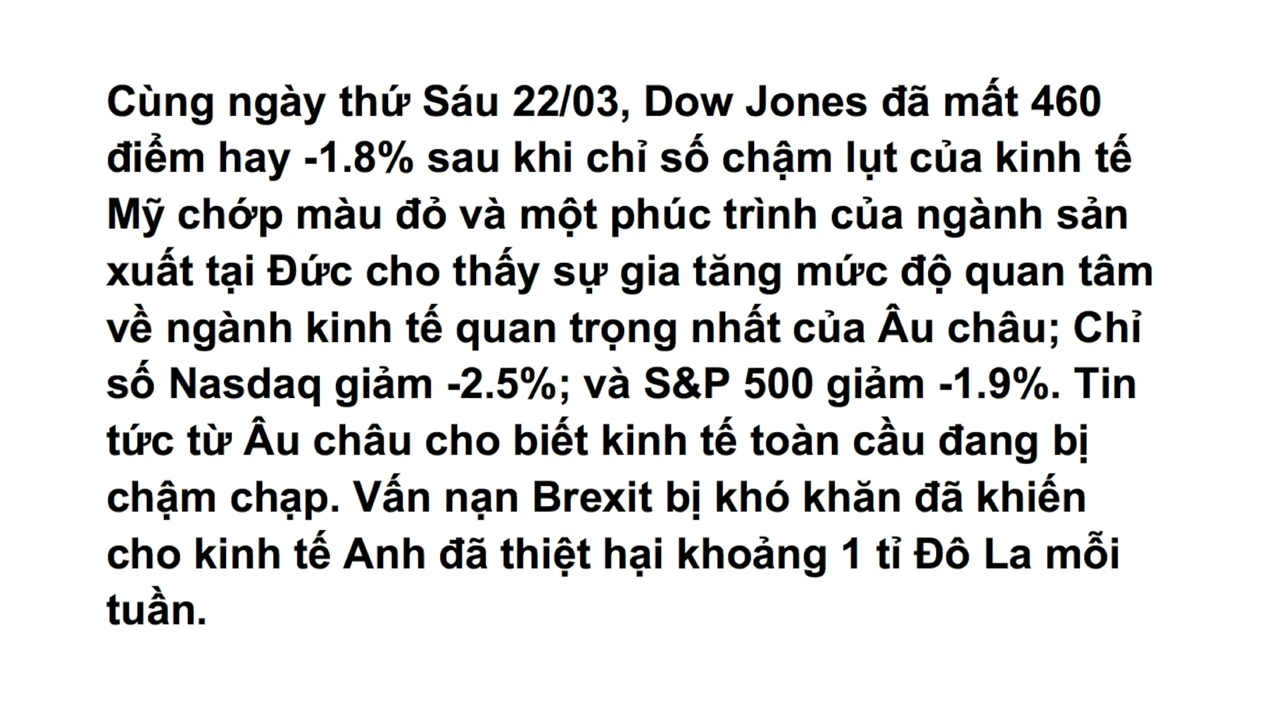 Cùng ngày thứ Sáu 22/03, Dow Jones đã mất 460
điểm hay -1.8% sau khi chỉ số chậm lụt của kinh tế
Mỹ chớp màu đỏ và một phúc trình của ngành sản
xuất tại Đức cho thấy sự gia tăng mức độ quan tâm
về ngành kinh tế quan trọng nhất của Âu châu; Chỉ
số Nasdaq giảm -2.5%; và S&P 500 giảm -1.9%. Tin
tức từ Âu châu cho biết kinh tế toàn cầu đang bị
chậm chạp. Vấn nạn Brexit bị khó khăn đã khiến
cho kinh tế Anh đã thiệt hại khoảng 1 tỉ Đô La mỗi
tuần.